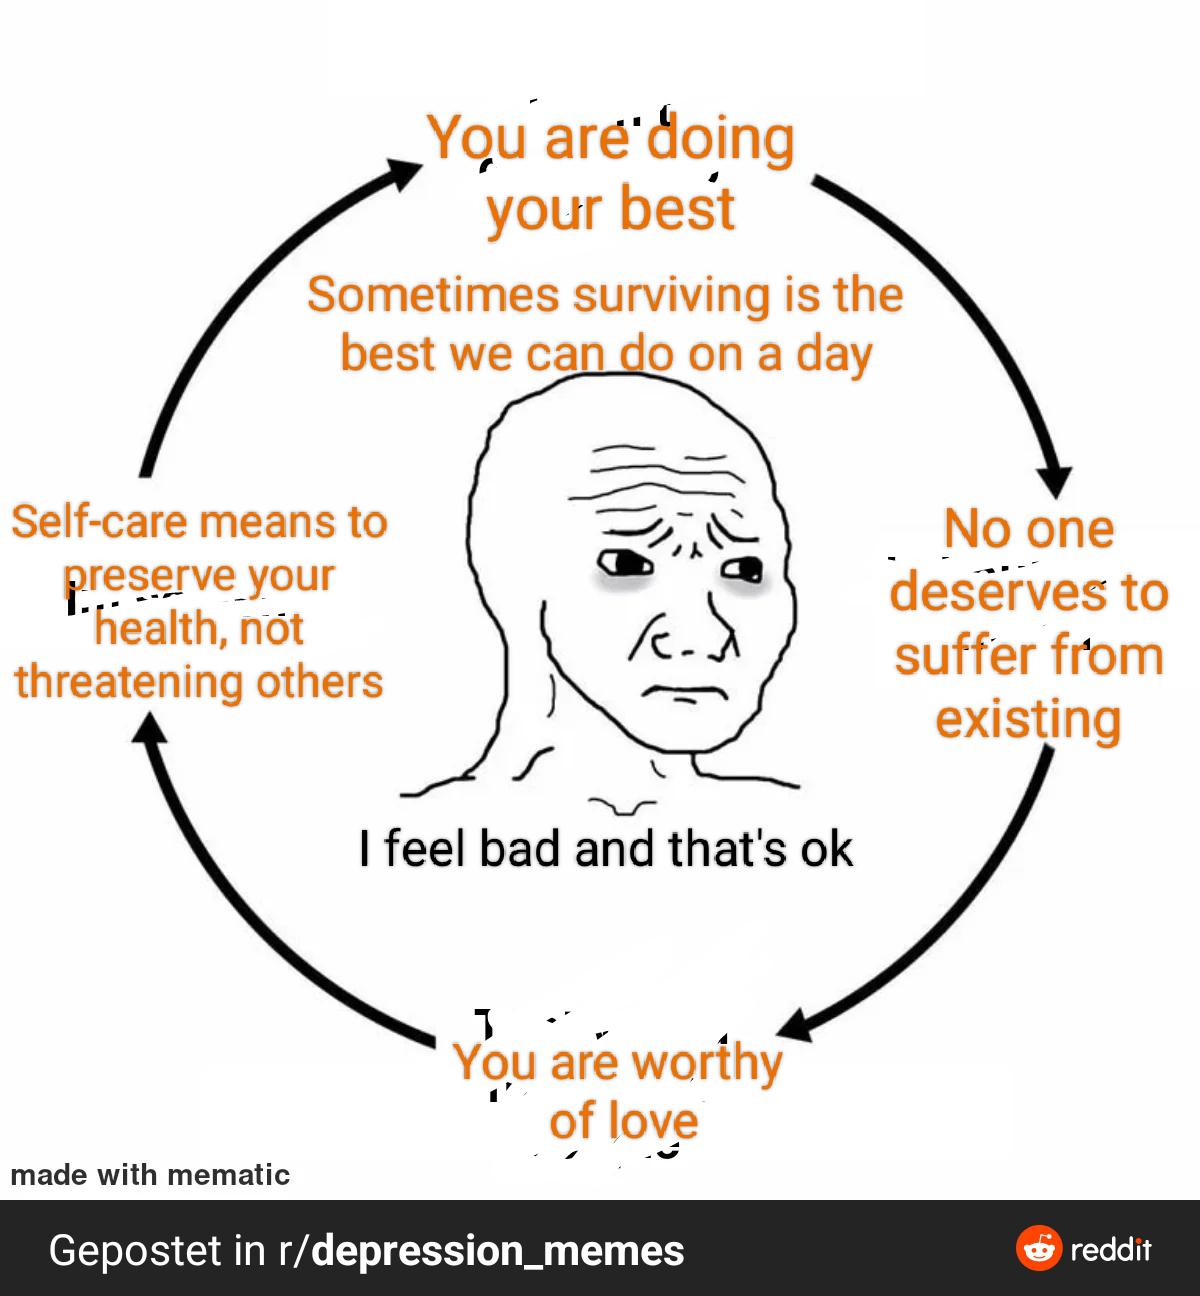 You are doing
your best
Sometimes surviving is the
best we can do on a day
No one
deserves to
suffer from
existing
Self-care means to
preserve your
health, not
threatening others
I feel bad and that's ok
You are worthy
of love
made with mematic
Gepostet in r/depression_memes
reddit